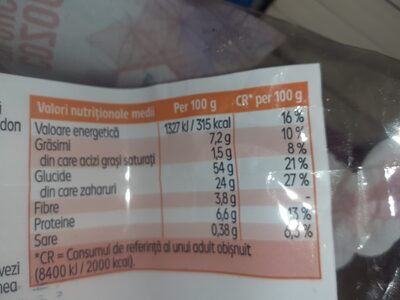 Valori nutriționale medii Per 100 g CR* per 100 g
Valoare energetică 1327 kJ / 315 kcal 16 %
Grăsimi 7,2 g 10 %
din care acizi grași saturați 1,5 g 8 %
Glucide 54 g 21 %
din care zaharuri 24 g 27 %
Fibre 3,8 g -
Proteine 6,6 g 13 %
Sare 0,38 g 6,3 %
*CR = Consumul de referință al unui adult obișnuit
(8400 kJ / 2000 kcal).